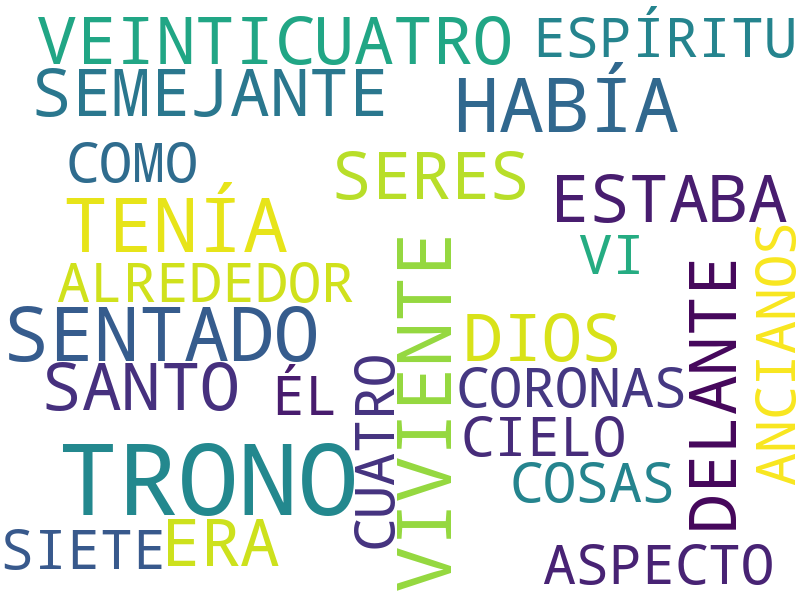 VEINTICUATRO
ESPÍRITU
SEMEJANTE
HABÍA
COMO
SERES
ESTABA
TENÍA
VI
ANCIANOS
ALREDEDOR
VIVIENTE
DELANTE
SENTADO
DIOS
SANTO
ÉL
CUATRO
CORONAS
CIELO
TRONO
COSAS
SIETE
ERA
ASPECTO